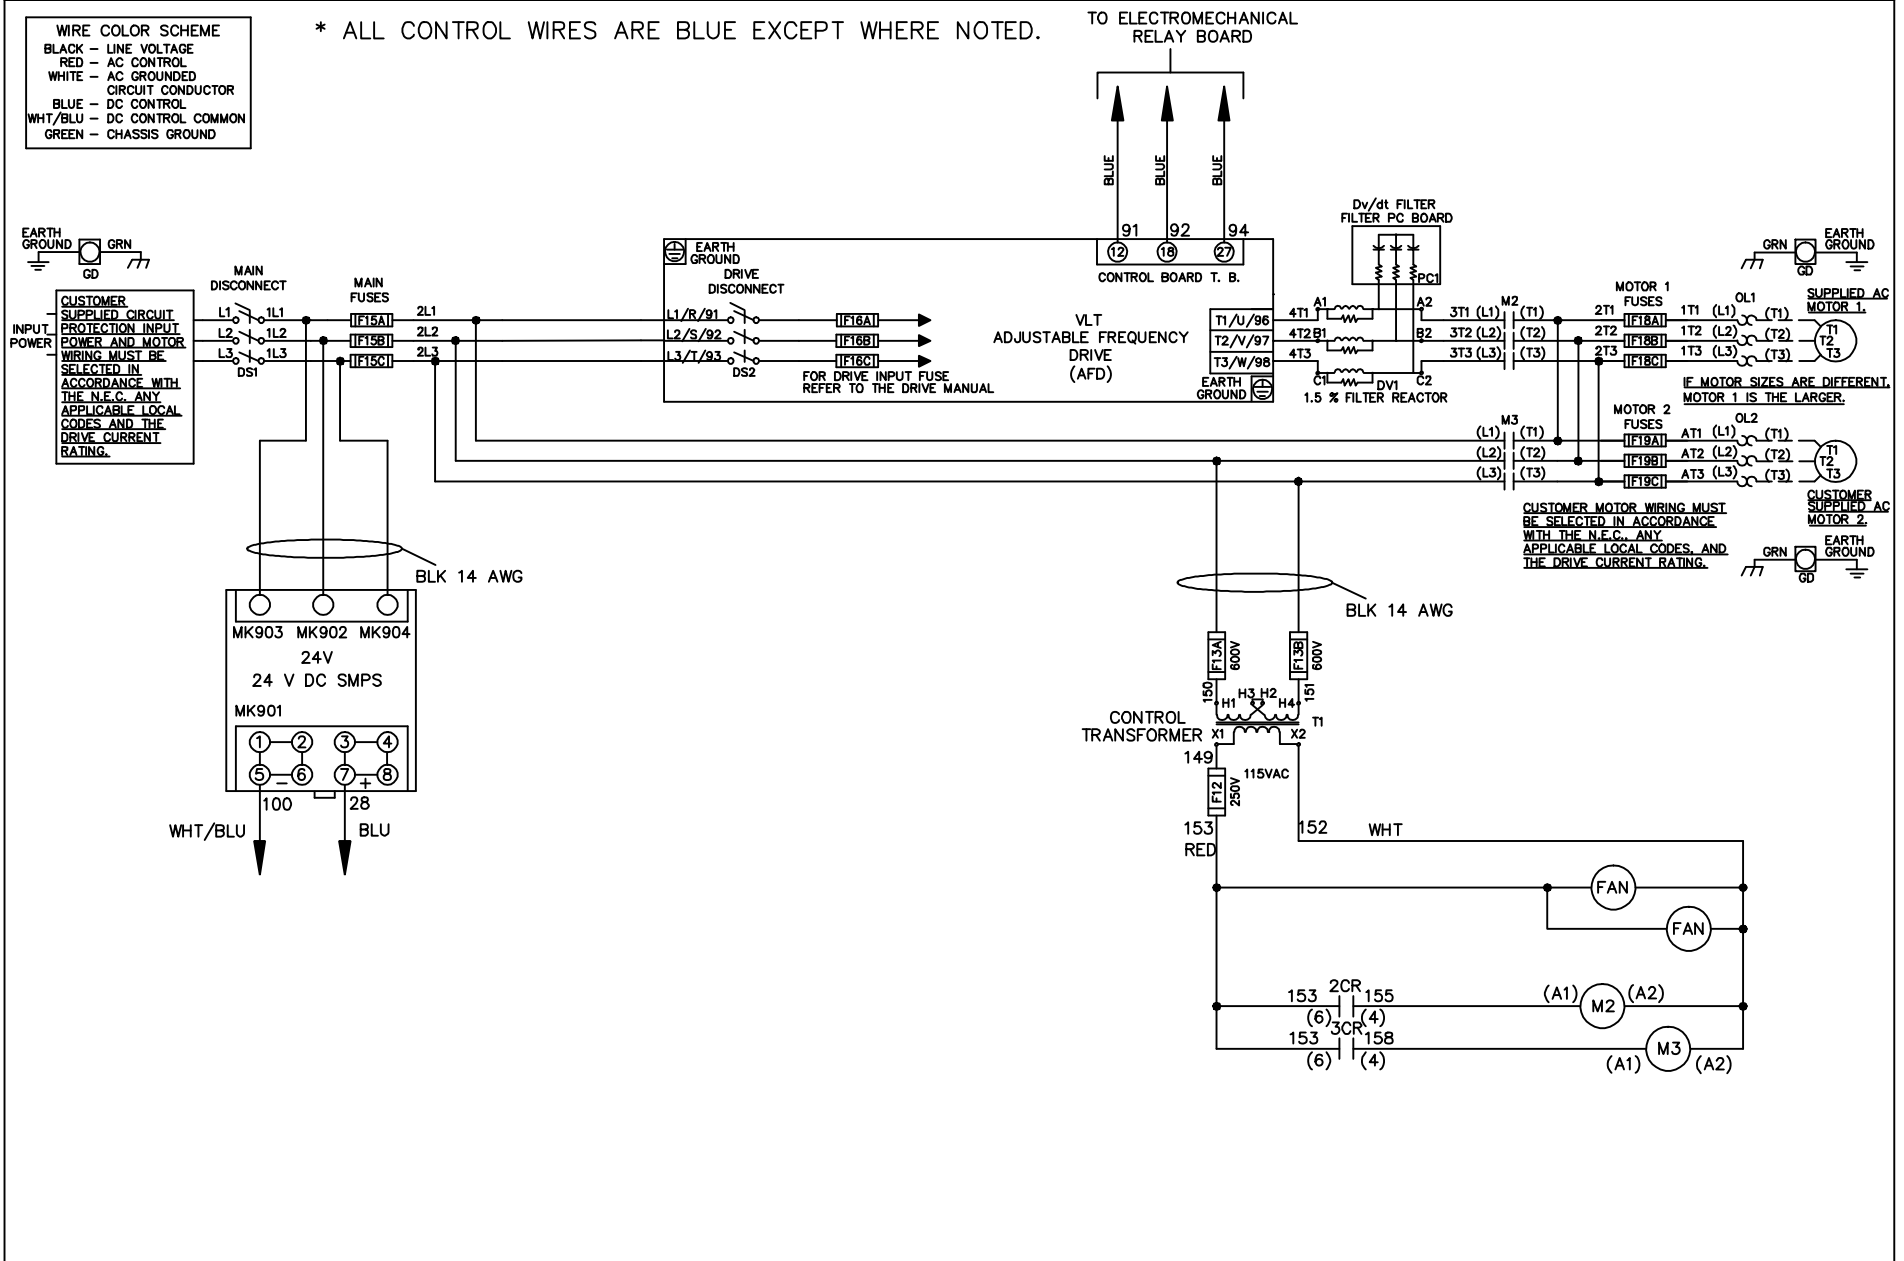 WIRE COLOR SCHEME
BLACK – LINE VOLTAGE
RED – AC CONTROL
WHITE – AC GROUNDED
CIRCUIT CONDUCTOR
BLUE – DC CONTROL
WHT/BLU – DC CONTROL COMMON
GREEN – CHASSIS GROUND
* ALL CONTROL WIRES ARE BLUE EXCEPT WHERE NOTED.
TO ELECTROMECHANICAL
RELAY BOARD
BLUE
BLUE
BLUE
91
92
94
12
18
27
CONTROL BOARD T. B.
EARTH
GROUND
GRN
GD
INPUT
POWER
CUSTOMER
SUPPLIED CIRCUIT
PROTECTION INPUT
POWER AND MOTOR
WIRING MUST BE
SELECTED IN
ACCORDANCE WITH
THE N.E.C. ANY
APPLICABLE LOCAL
CODES AND THE
DRIVE CURRENT
RATING.
MAIN
DISCONNECT
L1
1L1
L2
1L2
L3
1L3
DS1
MAIN
FUSES
F15A
F15B
F15C
2L1
2L2
2L3
EARTH
GROUND
DRIVE
DISCONNECT
L1/R/91
L2/S/92
L3/T/93
DS2
F16A
F16B
F16C
FOR DRIVE INPUT FUSE
REFER TO THE DRIVE MANUAL
VLT
ADJUSTABLE FREQUENCY
DRIVE
(AFD)
T1/U/96
T2/V/97
T3/W/98
EARTH
GROUND
4T1
4T2
4T3
Dv/dt FILTER
FILTER PC BOARD
PC1
A1
A2
B1
B2
C1
C2
DV1
1.5 % FILTER REACTOR
3T1 (L1)
3T2 (L2)
3T3 (L3)
M2
(T1)
(T2)
(T3)
2T1
2T2
2T3
MOTOR 1
FUSES
F18A
F18B
F18C
1T1 (L1)
1T2 (L2)
1T3 (L3)
OL1
(T1)
(T2)
(T3)
GRN
EARTH
GROUND
GD
SUPPLIED AC
MOTOR 1.
T1
T2
T3
IF MOTOR SIZES ARE DIFFERENT,
MOTOR 1 IS THE LARGER.
M3
(L1)
(L2)
(L3)
(T1)
(T2)
(T3)
MOTOR 2
FUSES
F19A
F19B
F19C
AT1 (L1)
AT2 (L2)
AT3 (L3)
OL2
(T1)
(T2)
(T3)
T1
T2
T3
CUSTOMER
SUPPLIED AC
MOTOR 2.
CUSTOMER MOTOR WIRING MUST
BE SELECTED IN ACCORDANCE
WITH THE N.E.C., ANY
APPLICABLE LOCAL CODES, AND
THE DRIVE CURRENT RATING.
GRN
EARTH
GROUND
GD
BLK 14 AWG
MK903 MK902 MK904
24V
24 V DC SMPS
MK901
1
2
3
4
5
6
7
8
–
+
100
28
WHT/BLU
BLU
BLK 14 AWG
F13A
600V
F13B
600V
150
151
H1
H3
H2
H4
T1
CONTROL
TRANSFORMER
X1
X2
149
115VAC
F12
250V
153
RED
152
WHT
FAN
FAN
153
2CR
155
(6)
(4)
(A1)
M2
(A2)
153
3CR
158
(6)
(4)
(A1)
M3
(A2)